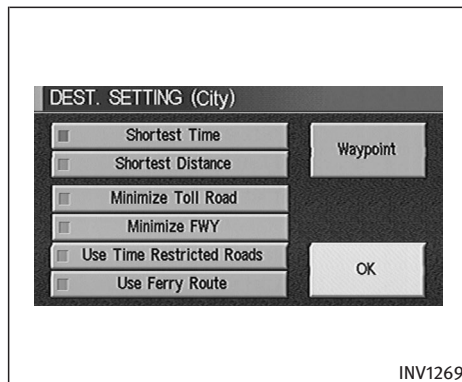 DEST. SETTING (City)
Shortest Time
Shortest Distance
Waypoint
Minimize Toll Road
Minimize FWY
Use Time Restricted Roads
Use Ferry Route
OK
INV1269